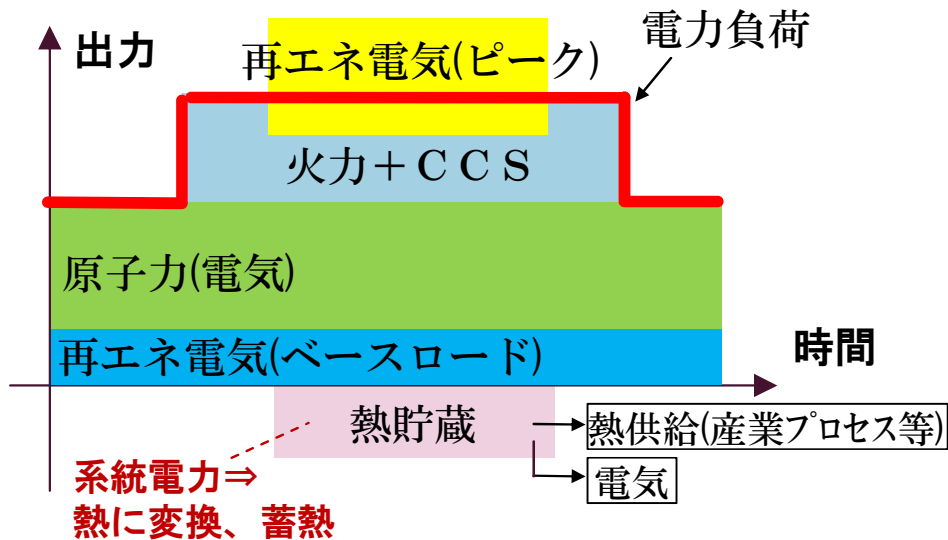 出力
再エネ電気(ピーク)
電力負荷
火力+CCS
原子力(電気)
再エネ電気(ベースロード)
時間
熱貯蔵
熱供給(産業プロセス等)
電気
系統電力⇒
熱に変換、蓄熱